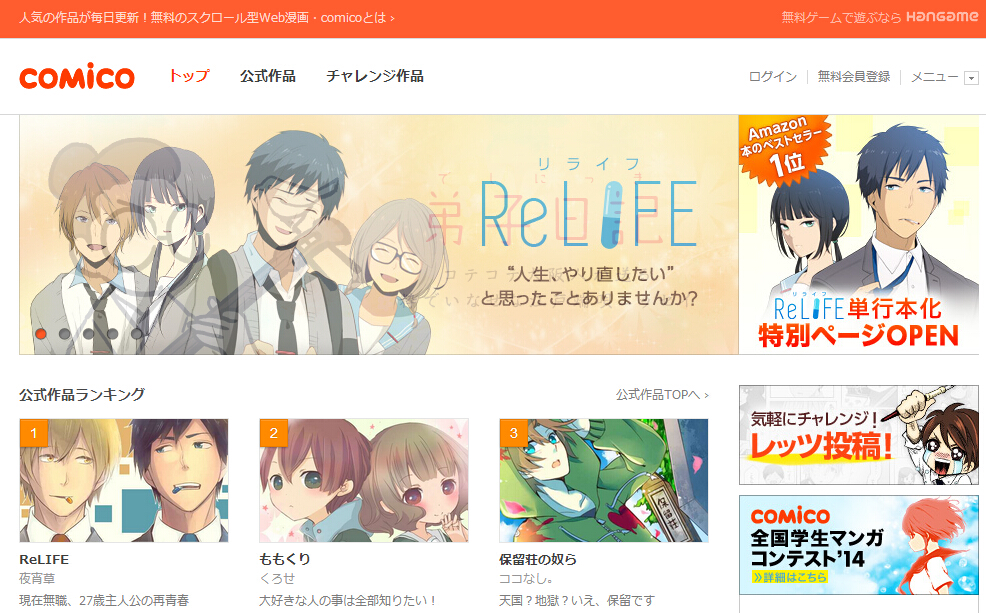 人気の作品が毎日更新！無料のスクロール型Web漫画・comicoとは ›
無料ゲームで遊ぶなら HANGAME
comico
トップ
公式作品
チャレンジ作品
ログイン
無料会員登録
メニュー
リライフ
ReLIFE
弟子日記
"人生、やり直したい"
と思ったことありませんか?
Amazon
本のベストセラー
1位
リライフ
ReLIFE単行本化
特別ページOPEN
公式作品ランキング
公式作品TOPへ ›
1
2
3
保留荘
ReLIFE
夜宵草
現在無職、27歳主人公の再青春
ももくり
くろせ
大好きな人の事は全部知りたい！
保留荘の奴ら
ココなし。
天国？地獄？いえ、保留です
気軽にチャレンジ！
レッツ投稿！
comico
全国学生マンガ
コンテスト'14
»詳細はこちら